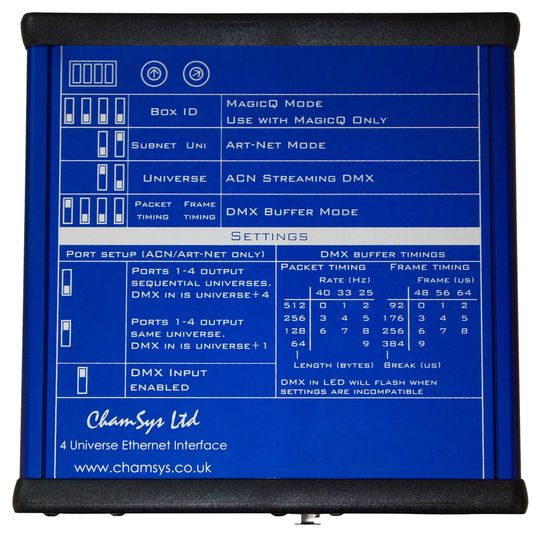 Box ID
MagicQ Mode
Use with MagicQ Only
Subnet Uni
Art-Net Mode
Universe
ACN Streaming DMX
Packet timing
Frame timing
DMX Buffer Mode
Settings
Port setup (ACN/Art-Net only)
Ports 1-4 output
sequential universes.
DMX in is universe+4
Ports 1-4 output
same universe.
DMX in is universe+1
DMX Input
enabled
DMX buffer timings
Packet timing
Rate (Hz)
40 33 25
512 0 1 2
256 3 4 5
128 6 7 8
64 9
Length (bytes)
Frame timing
Frame (us)
48 56 64
92 0 1 2
176 3 4 5
256 6 7 8
384 9
Break (us)
DMX in LED will flash when
settings are incompatible
ChamSys Ltd
4 Universe Ethernet Interface
www.chamsys.co.uk